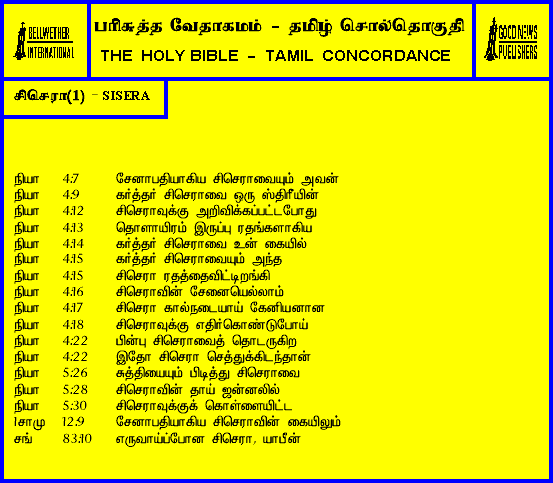 BELLWETHER
INTERNATIONAL
பரிசுத்த வேதாகமம் - தமிழ் சொல்தொகுதி
THE HOLY BIBLE - TAMIL CONCORDANCE
GOOD NEWS
PUBLISHERS
சிசெரா(1) - SISERA
நியா 4:7 சேனாபதியாகிய சிசெராவையும் அவன்
நியா 4:9 கர்த்தர் சிசெராவை ஒரு ஸ்திரீயின்
நியா 4:12 சிசெராவுக்கு அறிவிக்கப்பட்டபோது
நியா 4:13 தொளாயிரம் இருப்பு ரதங்களாகிய
நியா 4:14 கர்த்தர் சிசெராவை உன் கையில்
நியா 4:15 கர்த்தர் சிசெராவையும் அந்த
நியா 4:15 சிசெரா ரதத்தைவிட்டிறங்கி
நியா 4:16 சிசெராவின் சேனையெல்லாம்
நியா 4:17 சிசெரா கால்நடையாய் கேனியனான
நியா 4:18 சிசெராவுக்கு எதிர்கொண்டுபோய்
நியா 4:22 பின்பு சிசெராவைத் தொடருகிற
நியா 4:22 இதோ சிசெரா செத்துக்கிடந்தான்
நியா 5:26 சுத்தியையும் பிடித்து சிசெராவை
நியா 5:28 சிசெராவின் தாய் ஜன்னலில்
நியா 5:30 சிசெராவுக்குக் கொள்ளையிட்ட
1சாமு 12:9 சேனாபதியாகிய சிசெராவின் கையிலும்
சங் 83:10 எருவாய்ப்போன சிசெரா, யாபீன்